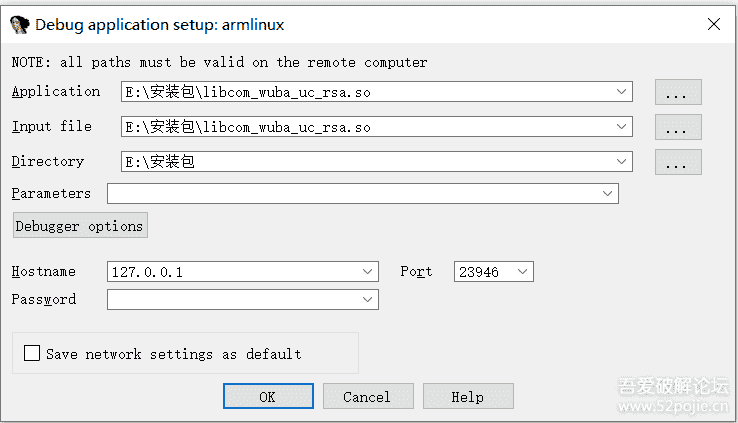 Debug application setup: armlinux
NOTE: all paths must be valid on the remote computer
Application E:\安装包\libcom_wuba_uc_rsa.so ...
Input file E:\安装包\libcom_wuba_uc_rsa.so ...
Directory E:\安装包 ...
Parameters
Debugger options
Hostname 127.0.0.1 Port 23946
Password
Save network settings as default
OK Cancel Help
吾爱破解论坛
www.52pojie.cn